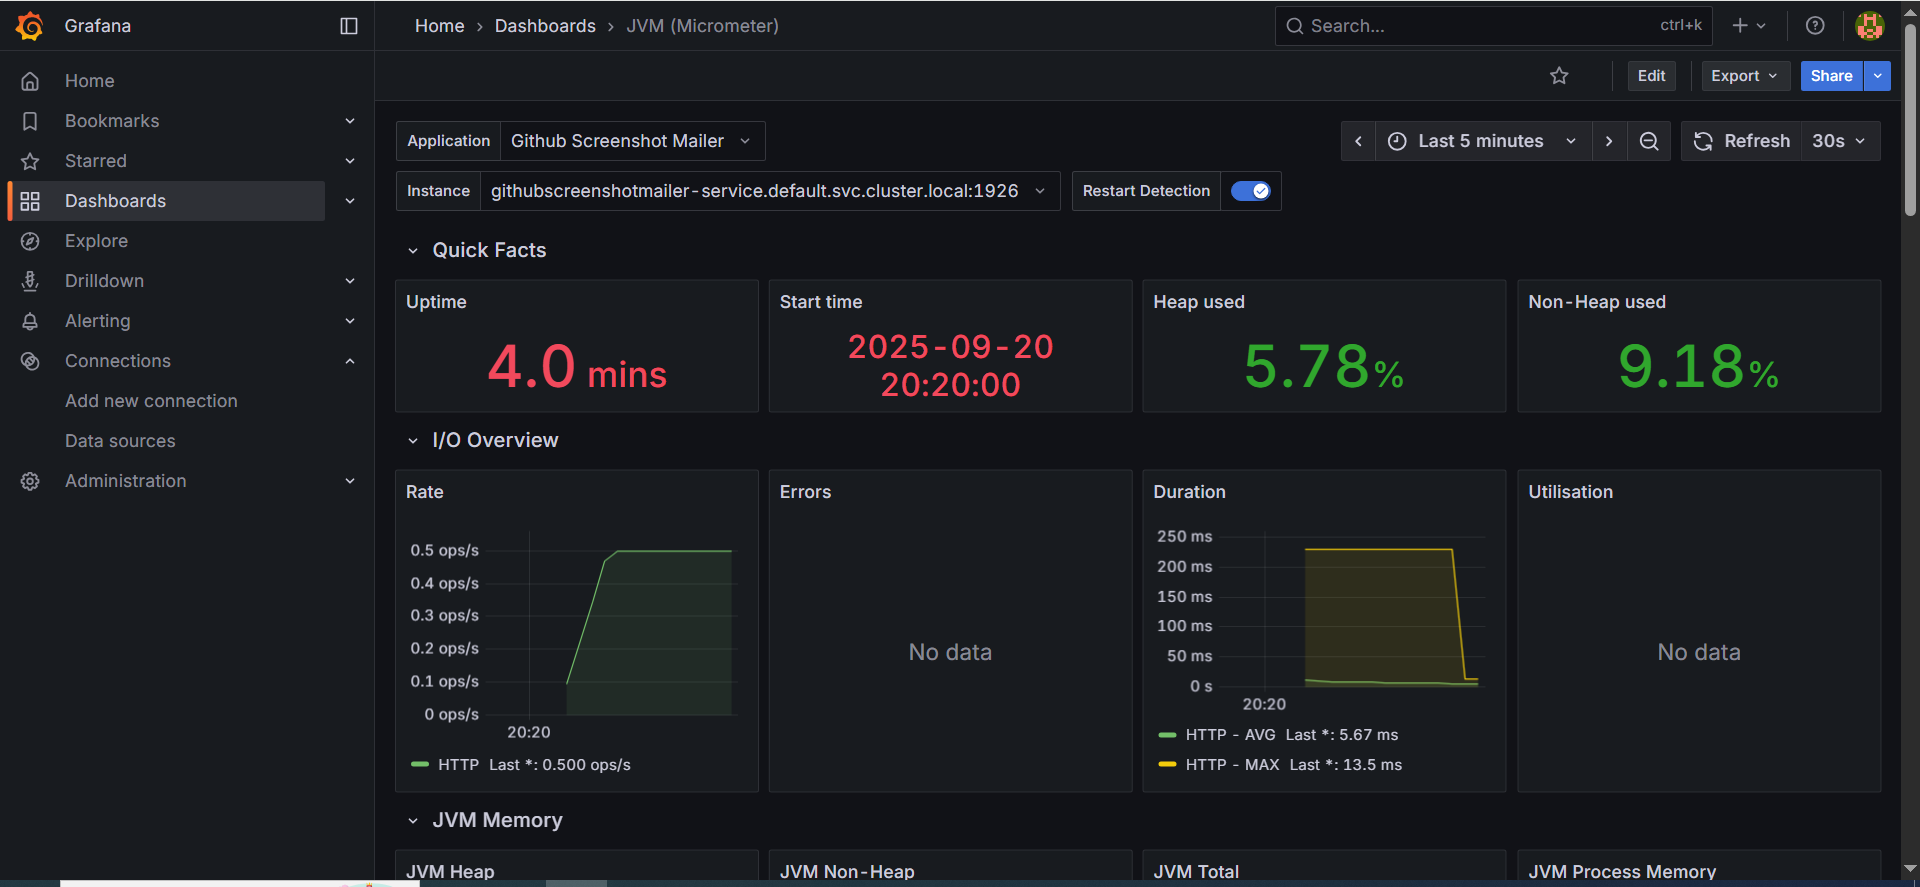 Grafana
Home › Dashboards › JVM (Micrometer)
Search... ctrl+k
Home
Bookmarks
Starred
Dashboards
Explore
Drilldown
Alerting
Connections
Add new connection
Data sources
Administration
Edit
Export
Share
Application Github Screenshot Mailer
Last 5 minutes
Refresh 30s
Instance githubscreenshotmailer-service.default.svc.cluster.local:1926
Restart Detection
Quick Facts
Uptime
4.0 mins
Start time
2025-09-20
20:20:00
Heap used
5.78%
Non-Heap used
9.18%
I/O Overview
Rate
0.5 ops/s
0.4 ops/s
0.3 ops/s
0.2 ops/s
0.1 ops/s
0 ops/s
20:20
HTTP Last *: 0.500 ops/s
Errors
No data
Duration
250 ms
200 ms
150 ms
100 ms
50 ms
0 s
20:20
HTTP - AVG Last *: 5.67 ms
HTTP - MAX Last *: 13.5 ms
Utilisation
No data
JVM Memory
JVM Heap
JVM Non-Heap
JVM Total
JVM Process Memory